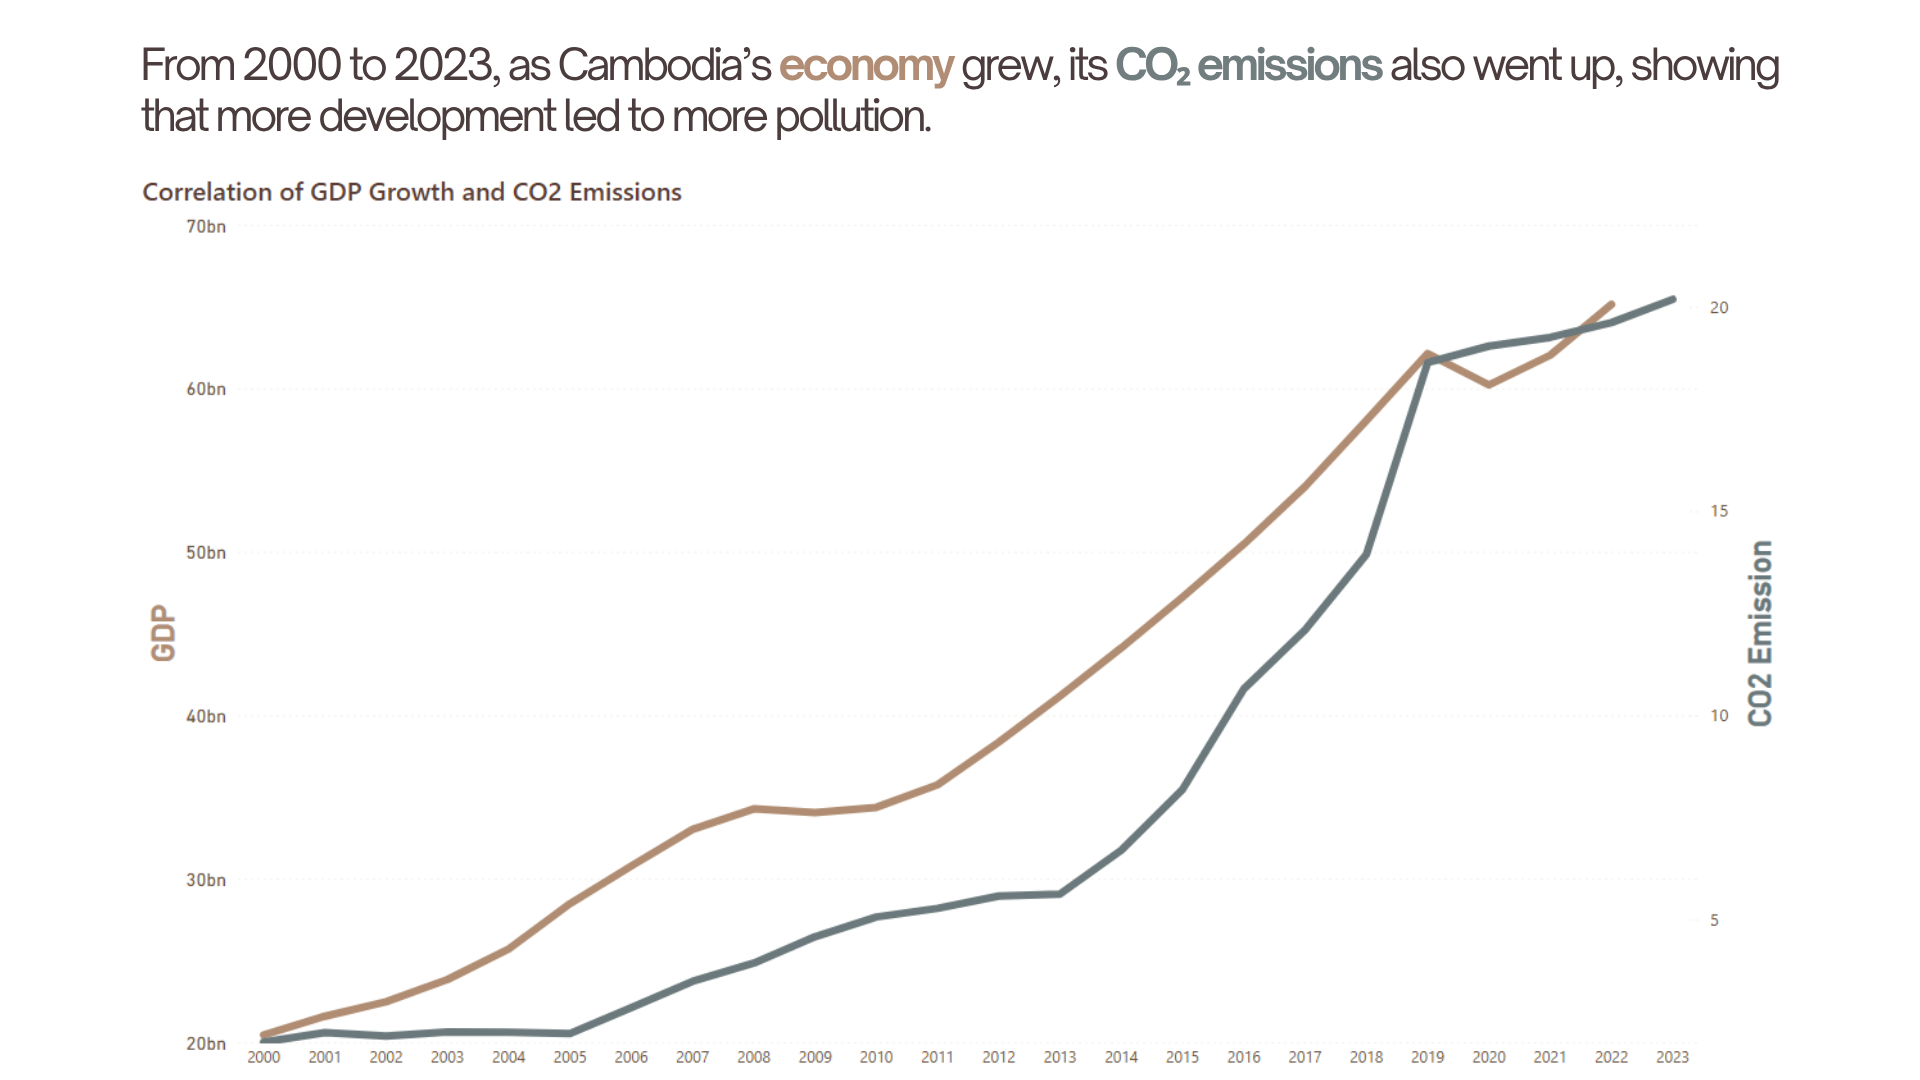 From 2000 to 2023, as Cambodia's economy grew, its CO₂ emissions also went up, showing
that more development led to more pollution.
Correlation of GDP Growth and CO2 Emissions
70bn
60bn
50bn
40bn
30bn
20bn
GDP
20
15
10
5
CO2 Emission
2000 2001 2002 2003 2004 2005 2006 2007 2008 2009 2010 2011 2012 2013 2014 2015 2016 2017 2018 2019 2020 2021 2022 2023